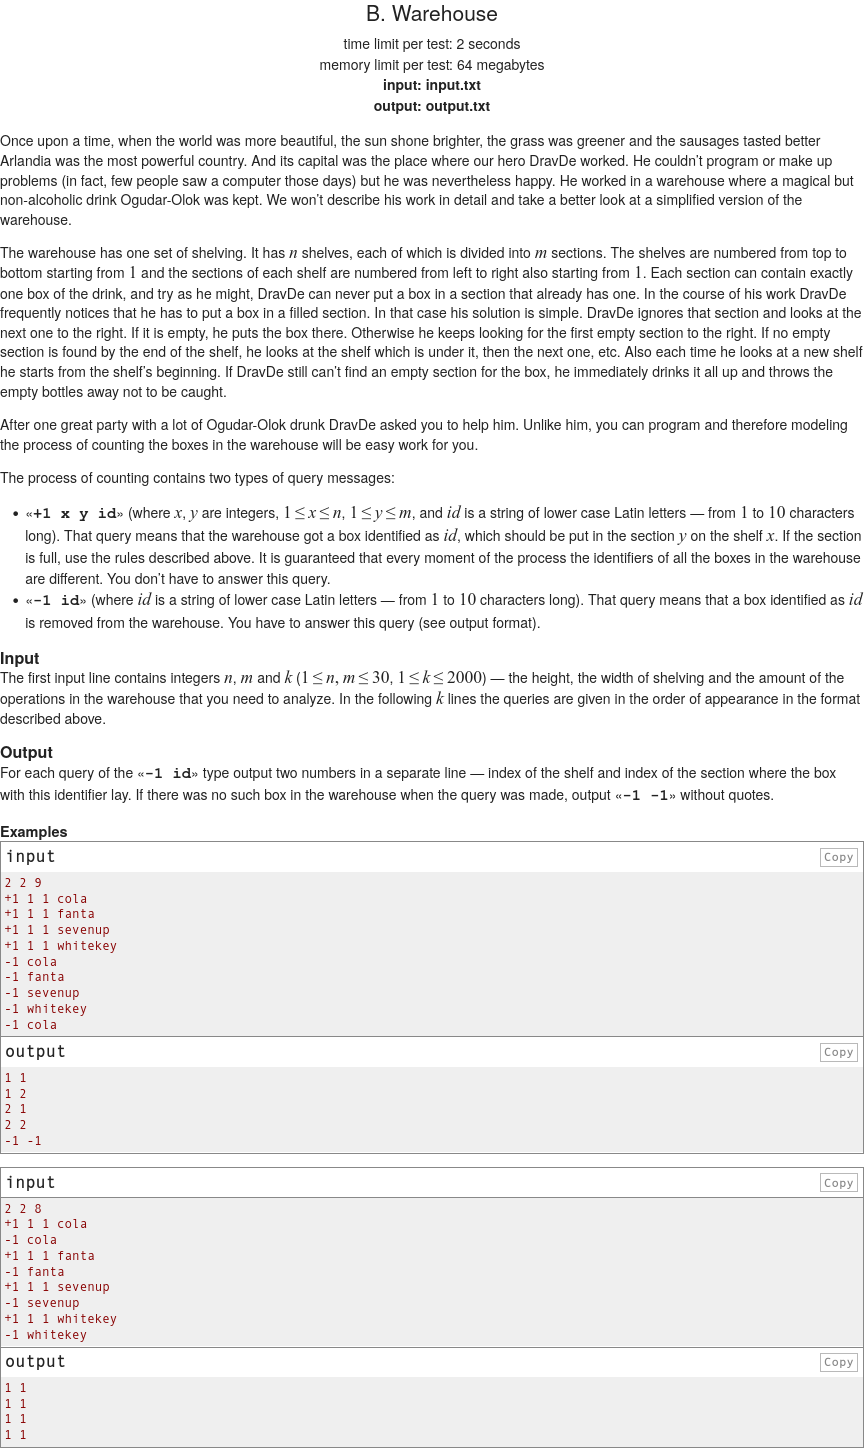 B. Warehouse
time limit per test: 2 seconds
memory limit per test: 64 megabytes
input: input.txt
output: output.txt
Once upon a time, when the world was more beautiful, the sun shone brighter, the grass was greener and the sausages tasted better
Arlandia was the most powerful country. And its capital was the place where our hero DravDe worked. He couldn't program or make up
problems (in fact, few people saw a computer those days) but he was nevertheless happy. He worked in a warehouse where a magical but
non-alcoholic drink Ogudar-Olok was kept. We won't describe his work in detail and take a better look at a simplified version of the
warehouse.
The warehouse has one set of shelving. It has n shelves, each of which is divided into m sections. The shelves are numbered from top to
bottom starting from 1 and the sections of each shelf are numbered from left to right also starting from 1. Each section can contain exactly
one box of the drink, and try as he might, DravDe can never put a box in a section that already has one. In the course of his work DravDe
frequently notices that he has to put a box in a filled section. In that case his solution is simple. DravDe ignores that section and looks at the
next one to the right. If it is empty, he puts the box there. Otherwise he keeps looking for the first empty section to the right. If no empty
section is found by the end of the shelf, he looks at the shelf which is under it, then the next one, etc. Also each time he looks at a new shelf
he starts from the shelf's beginning. If DravDe still can't find an empty section for the box, he immediately drinks it all up and throws the
empty bottles away not to be caught.
After one great party with a lot of Ogudar-Olok drunk DravDe asked you to help him. Unlike him, you can program and therefore modeling
the process of counting the boxes in the warehouse will be easy work for you.
The process of counting contains two types of query messages:
• «+1 x y id» (where x, y are integers, 1 ≤ x ≤ n, 1 ≤ y ≤ m, and id is a string of lower case Latin letters — from 1 to 10 characters
long). That query means that the warehouse got a box identified as id, which should be put in the section y on the shelf x. If the section
is full, use the rules described above. It is guaranteed that every moment of the process the identifiers of all the boxes in the warehouse
are different. You don't have to answer this query.
• «-1 id» (where id is a string of lower case Latin letters — from 1 to 10 characters long). That query means that a box identified as id
is removed from the warehouse. You have to answer this query (see output format).
Input
The first input line contains integers n, m and k (1 ≤ n, m ≤ 30, 1 ≤ k ≤ 2000) — the height, the width of shelving and the amount of the
operations in the warehouse that you need to analyze. In the following k lines the queries are given in the order of appearance in the format
described above.
Output
For each query of the «-1 id» type output two numbers in a separate line — index of the shelf and index of the section where the box
with this identifier lay. If there was no such box in the warehouse when the query was made, output «-1 -1» without quotes.
Examples
input Copy
2 2 9
+1 1 1 cola
+1 1 1 fanta
+1 1 1 sevenup
+1 1 1 whitekey
-1 cola
-1 fanta
-1 sevenup
-1 whitekey
-1 cola
output Copy
1 1
1 2
2 1
2 2
-1 -1
input Copy
2 2 8
+1 1 1 cola
-1 cola
+1 1 1 fanta
-1 fanta
+1 1 1 sevenup
-1 sevenup
+1 1 1 whitekey
-1 whitekey
output Copy
1 1
1 1
1 1
1 1